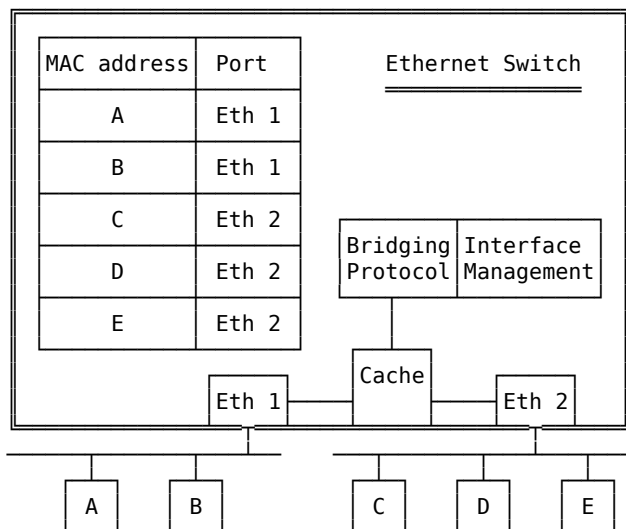 MAC address Port
Ethernet Switch
A Eth 1
B Eth 1
C Eth 2
D Eth 2
E Eth 2
Bridging Protocol
Interface Management
Cache
Eth 1
Eth 2
A B C D E